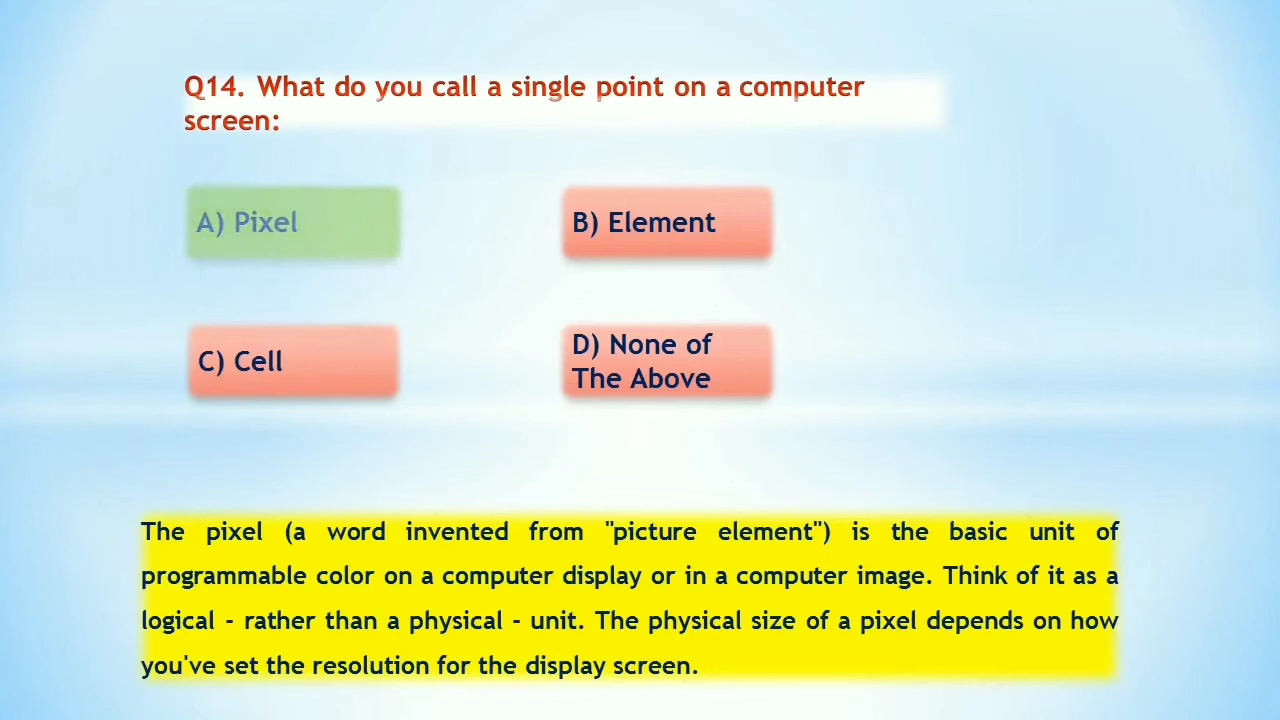 Q14. What do you call a single point on a computer
screen:
A) Pixel
B) Element
C) Cell
D) None of
The Above
The pixel (a word invented from "picture element") is the basic unit of
programmable color on a computer display or in a computer image. Think of it as a
logical - rather than a physical - unit. The physical size of a pixel depends on how
you've set the resolution for the display screen.